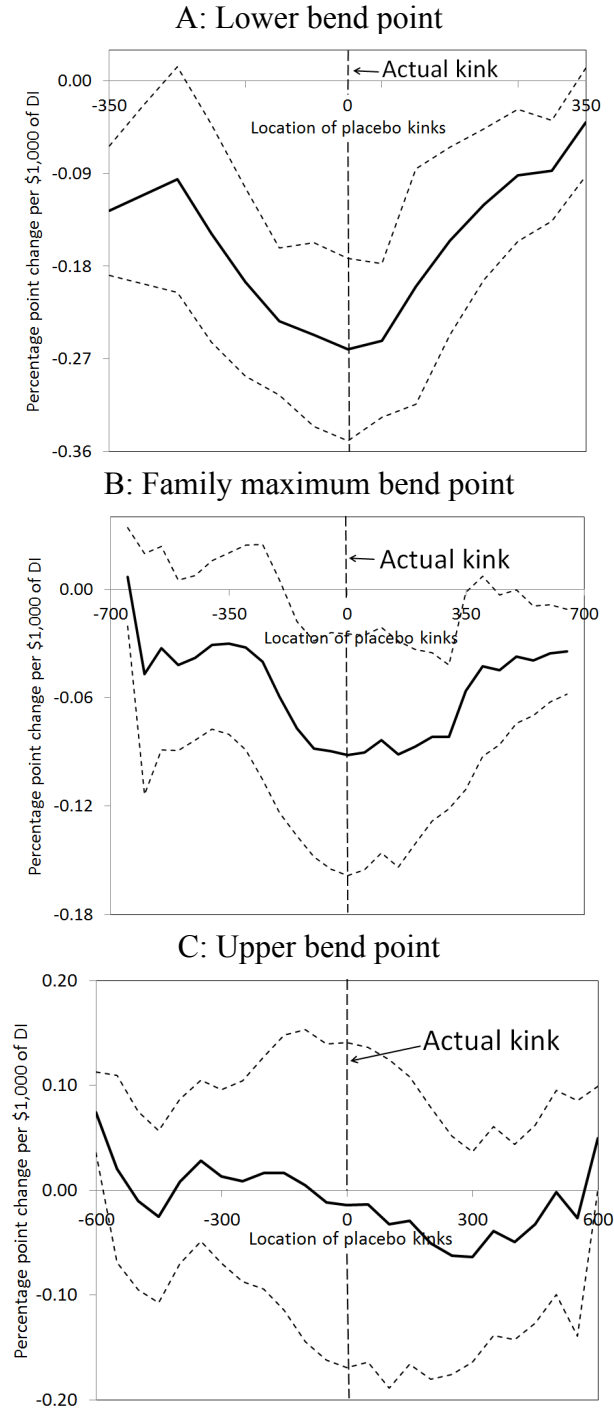 A: Lower bend point
Percentage point change per $1,000 of DI
0.00
-0.09
-0.18
-0.27
-0.36
Actual kink
-350
0
350
Location of placebo kinks
B: Family maximum bend point
Percentage point change per $1,000 of DI
0.00
-0.06
-0.12
-0.18
Actual kink
-700
-350
0
350
700
Location of placebo kinks
C: Upper bend point
Percentage point change per $1,000 of DI
0.20
0.10
0.00
-0.10
-0.20
Actual kink
-600
-300
0
300
600
Location of placebo kinks